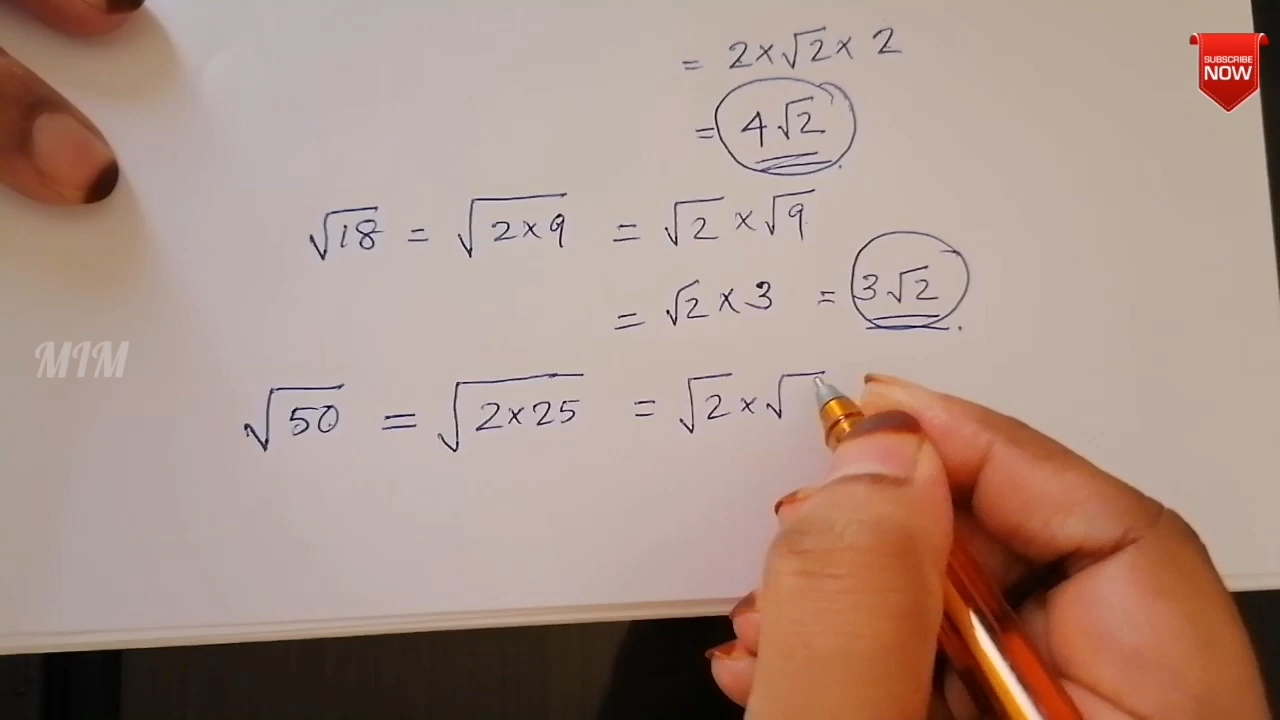 = 2×√2×2
SUBSCRIBE
NOW
= 4√2
√18 = √2×9 = √2 ×√9
= √2 × 3 = 3√2
MIM
√50 = √2×25 = √2 ×√